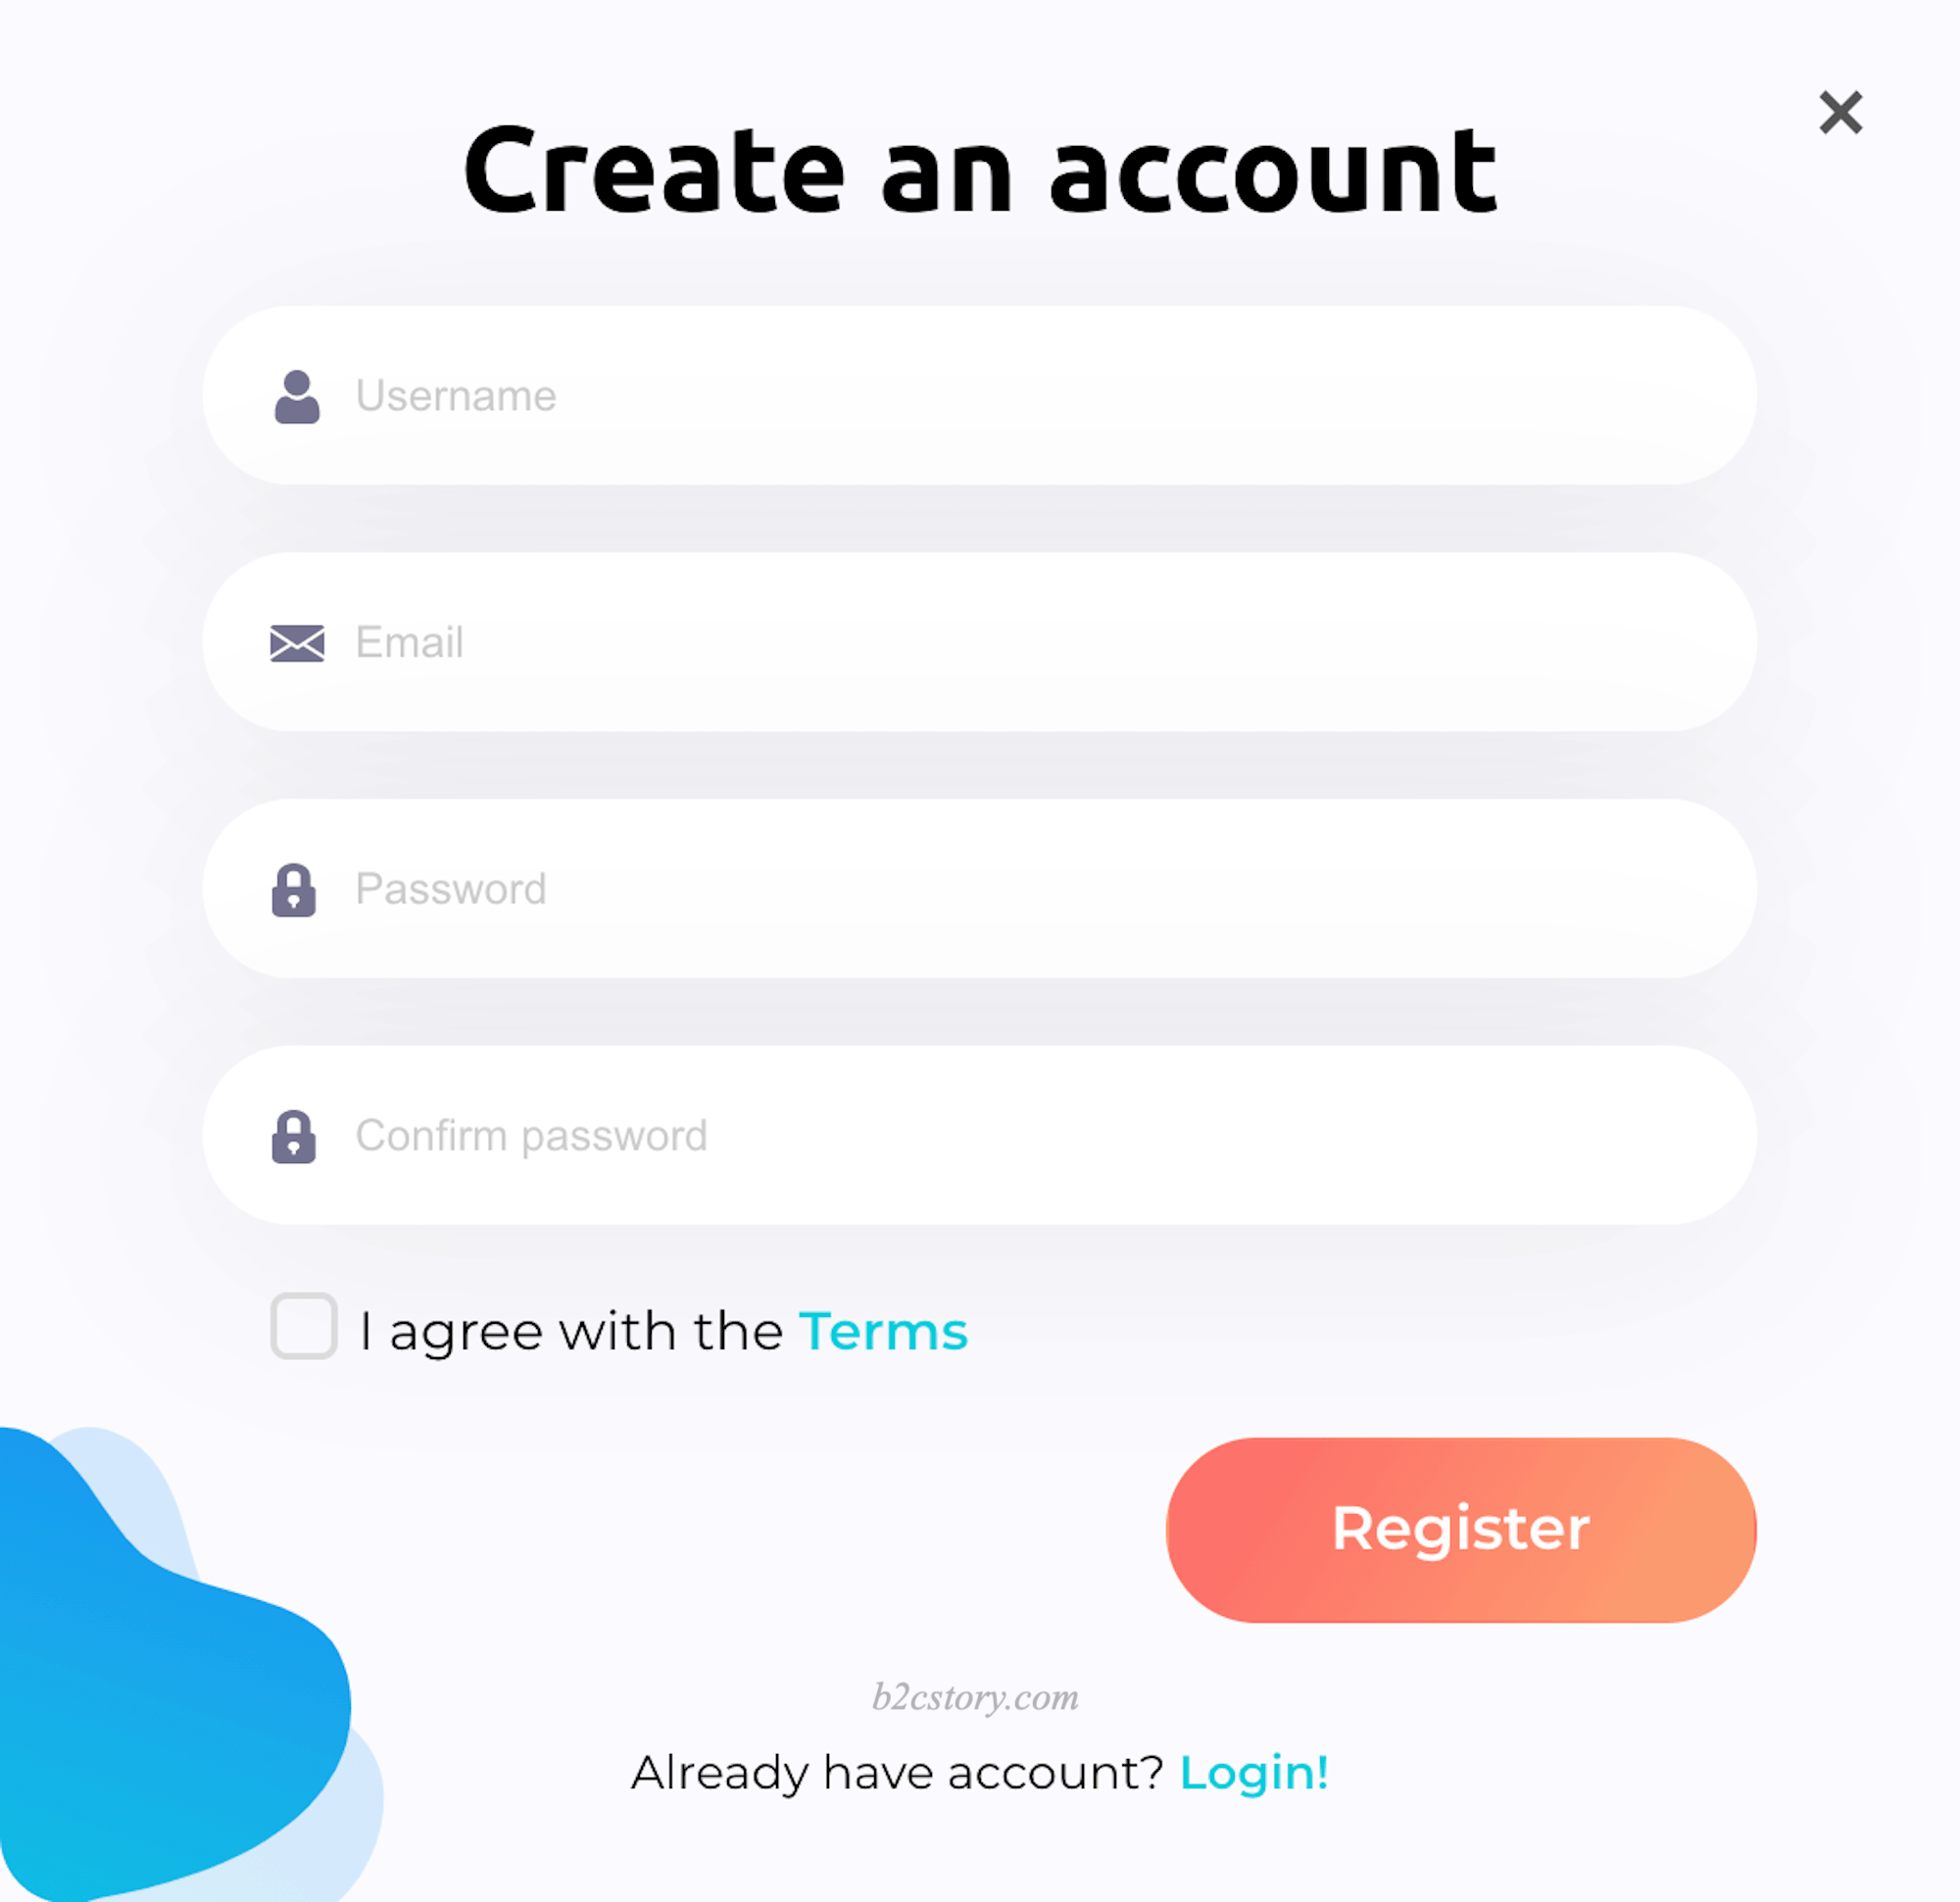 Create an account
Username
Email
Password
Confirm password
I agree with the Terms
Register
b2cstory.com
Already have account? Login!